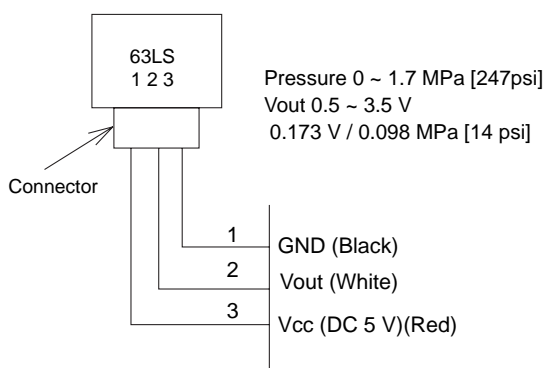 63LS
1 2 3
Pressure 0 ~ 1.7 MPa [247psi]
Vout 0.5 ~ 3.5 V
0.173 V / 0.098 MPa [14 psi]
Connector
1
GND (Black)
2
Vout (White)
3
Vcc (DC 5 V)(Red)